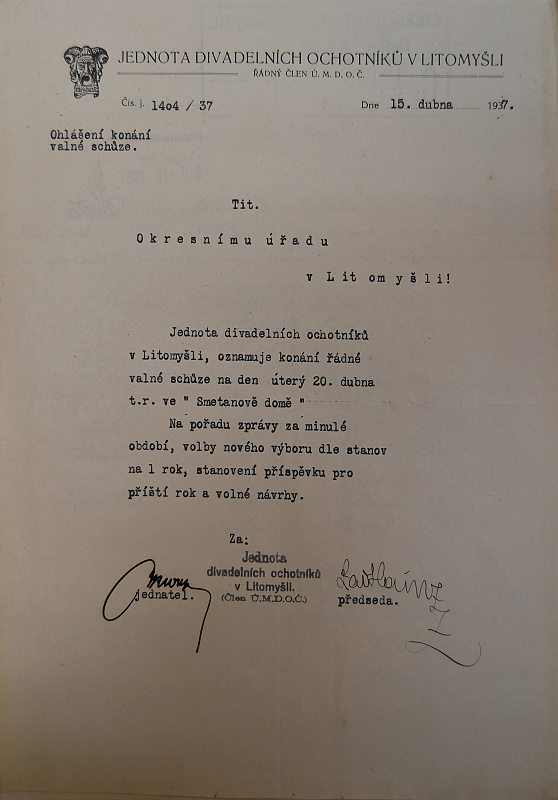 JEDNOTA DIVADELNÍCH OCHOTNÍKŮ V LITOMYŠLI
ŘÁDNÝ ČLEN Ú. M. D. O. Č.
Čís. j. 1404 / 37
Dne 15. dubna 1937.
Ohlášení konání
valné schůze.
Tit.
Okresnímu úřadu
v Litomyšli!
Jednota divadelních ochotníků
v Litomyšli, oznamuje konání řádné
valné schůze na den úterý 20. dubna
t.r. ve " Smetanově domě "
Na pořadu zprávy za minulé
období, volby nového výboru dle stanov
na 1 rok, stanovení příspěvku pro
příští rok a volné návrhy.
Za:
Jednota
divadelních ochotníků
v Litomyšli.
(Člen Ú.M.D.O.Č.)
jednatel.
předseda.